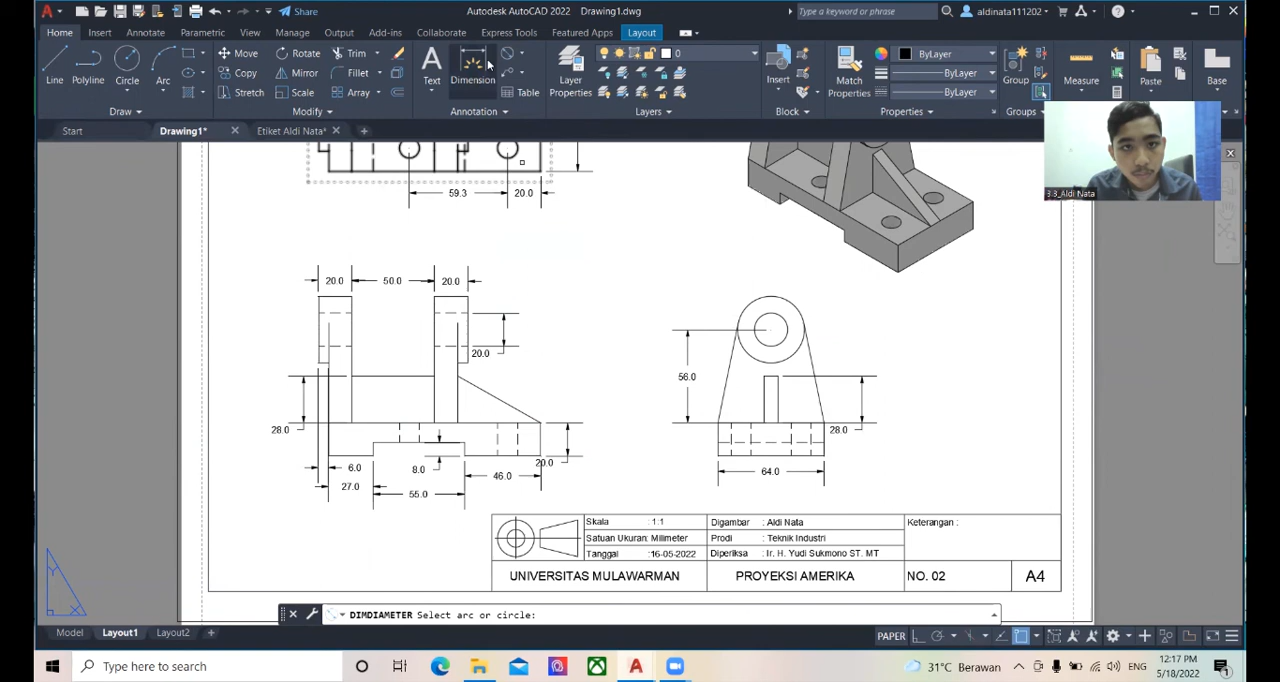 Share
Autodesk AutoCAD 2022 Drawing1.dwg
Type a keyword or phrase
aldinata111202
Home Insert Annotate Parametric View Manage Output Add-ins Collaborate Express Tools Featured Apps Layout
Line Polyline Circle Arc
Move Rotate Trim
Copy Mirror Fillet
Stretch Scale Array
Text Dimension Table
Layer Properties
0
Insert
Match Properties
ByLayer
ByLayer
ByLayer
Group Measure Paste Base
Draw Modify Annotation Layers Block Properties Groups
Start Drawing1* Etiket Aldi Nata*
Aldi Nata
59.3 20.0
20.0 50.0 20.0
20.0
28.0
6.0 8.0 20.0
27.0 55.0 46.0
56.0
28.0
64.0
Skala : 1:1
Satuan Ukuran: Milimeter
Tanggal :16-05-2022
Digambar : Aldi Nata
Prodi : Teknik Industri
Diperiksa : Ir. H. Yudi Sukmono ST. MT
Keterangan :
UNIVERSITAS MULAWARMAN PROYEKSI AMERIKA NO. 02 A4
Y X
DIMDIAMETER Select arc or circle:
Model Layout1 Layout2
PAPER
Type here to search
31°C Berawan
ENG
12:17 PM
5/18/2022